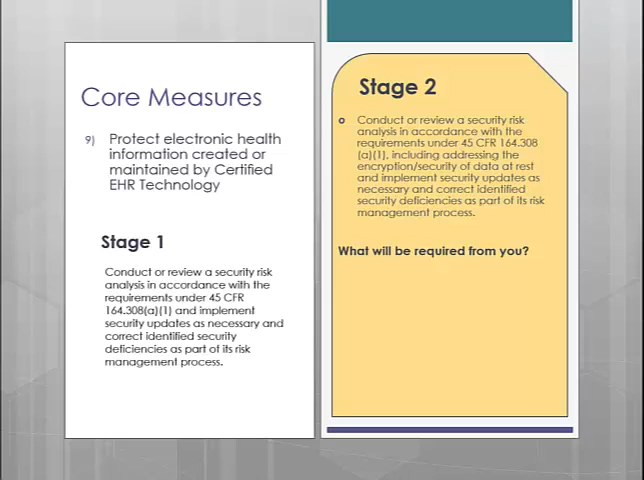 Core Measures
9) Protect electronic health
information created or
maintained by Certified
EHR Technology
Stage 1
Conduct or review a security risk
analysis in accordance with the
requirements under 45 CFR
164.308(a)(1) and implement
security updates as necessary and
correct identified security
deficiencies as part of its risk
management process.
Stage 2
Conduct or review a security risk
analysis in accordance with the
requirements under 45 CFR 164.308
(a)(1), including addressing the
encryption/security of data at rest
and implement security updates as
necessary and correct identified
security deficiencies as part of its risk
management process.
What will be required from you?